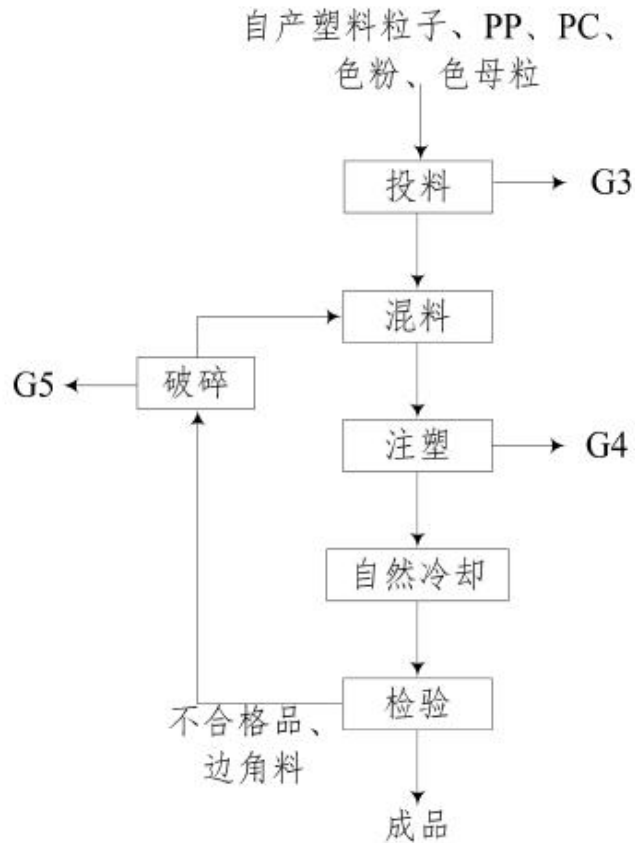 自产塑料粒子、PP、PC、
色粉、色母粒
投料
G3
混料
G5
破碎
注塑
G4
自然冷却
检验
不合格品、
边角料
成品